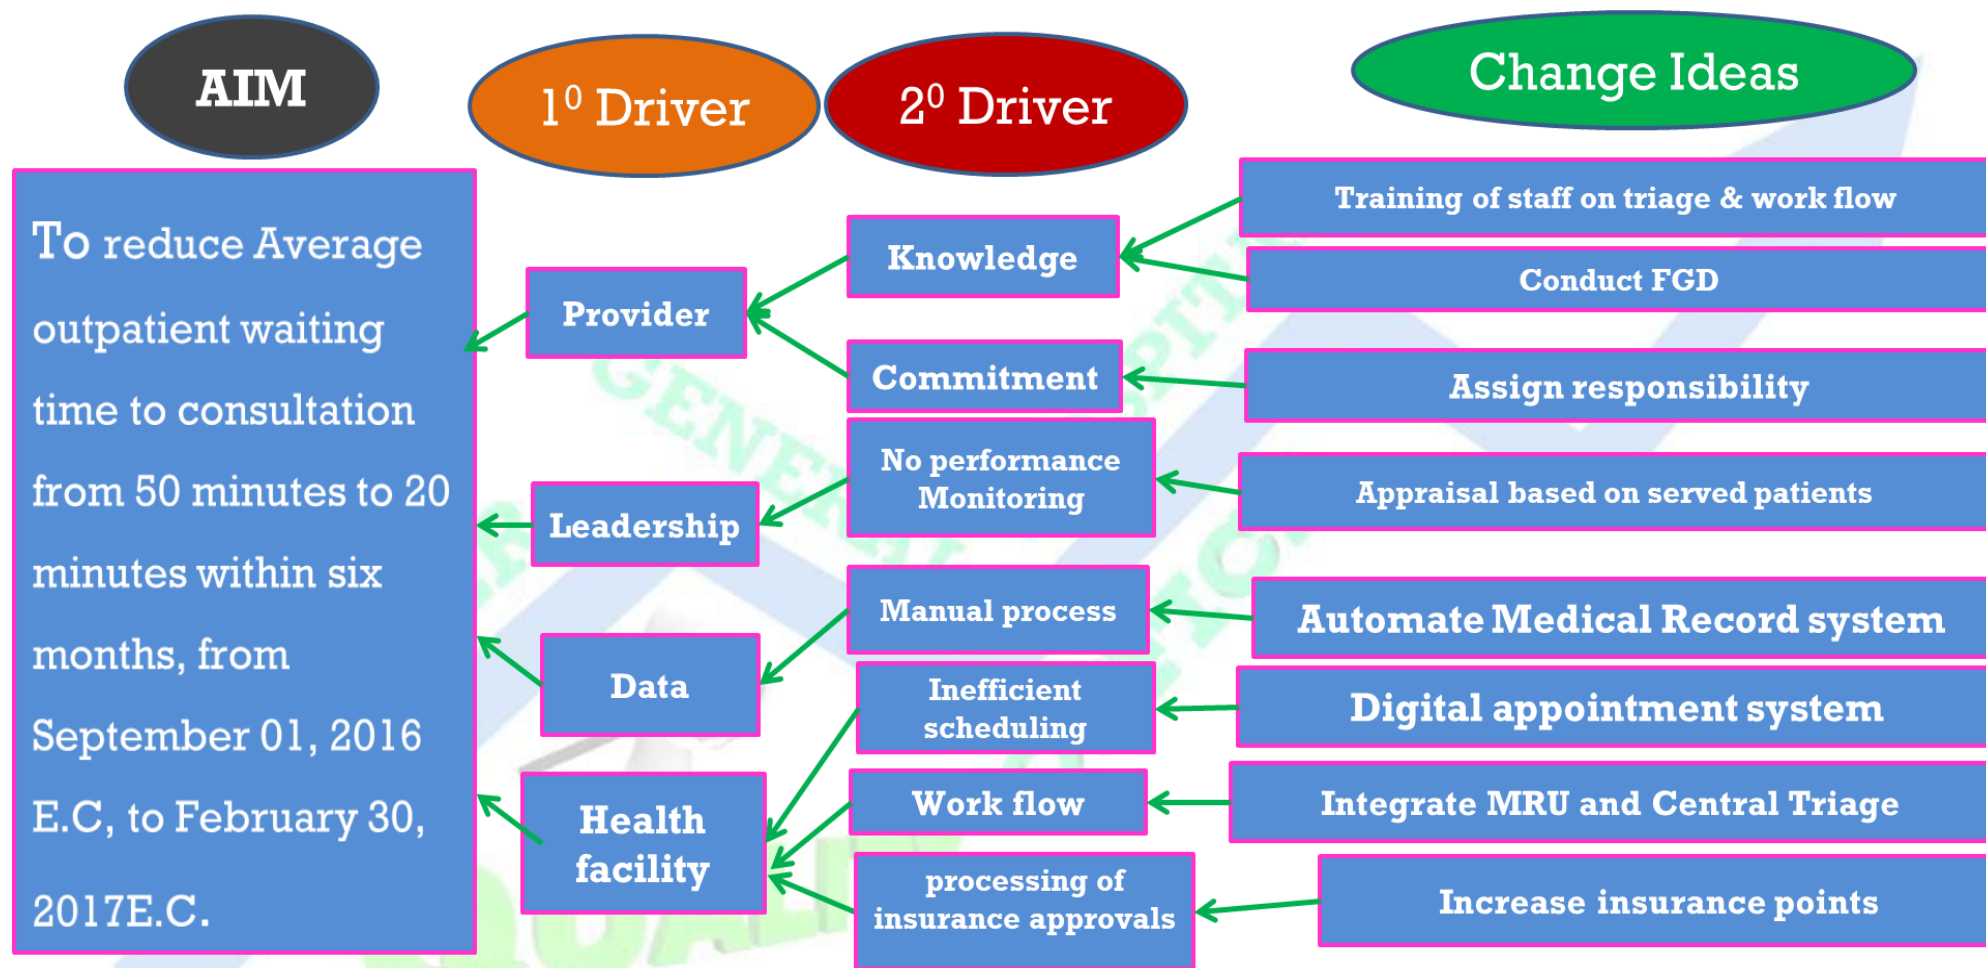 AIM
1⁰ Driver
2⁰ Driver
Change Ideas
To reduce Average
outpatient waiting
time to consultation
from 50 minutes to 20
minutes within six
months, from
September 01, 2016
E.C, to February 30,
2017E.C.
Provider
Leadership
Data
Health
facility
Knowledge
Commitment
No performance
Monitoring
Manual process
Inefficient
scheduling
Work flow
processing of
insurance approvals
Training of staff on triage & work flow
Conduct FGD
Assign responsibility
Appraisal based on served patients
Automate Medical Record system
Digital appointment system
Integrate MRU and Central Triage
Increase insurance points
GENERAL
QUALITY